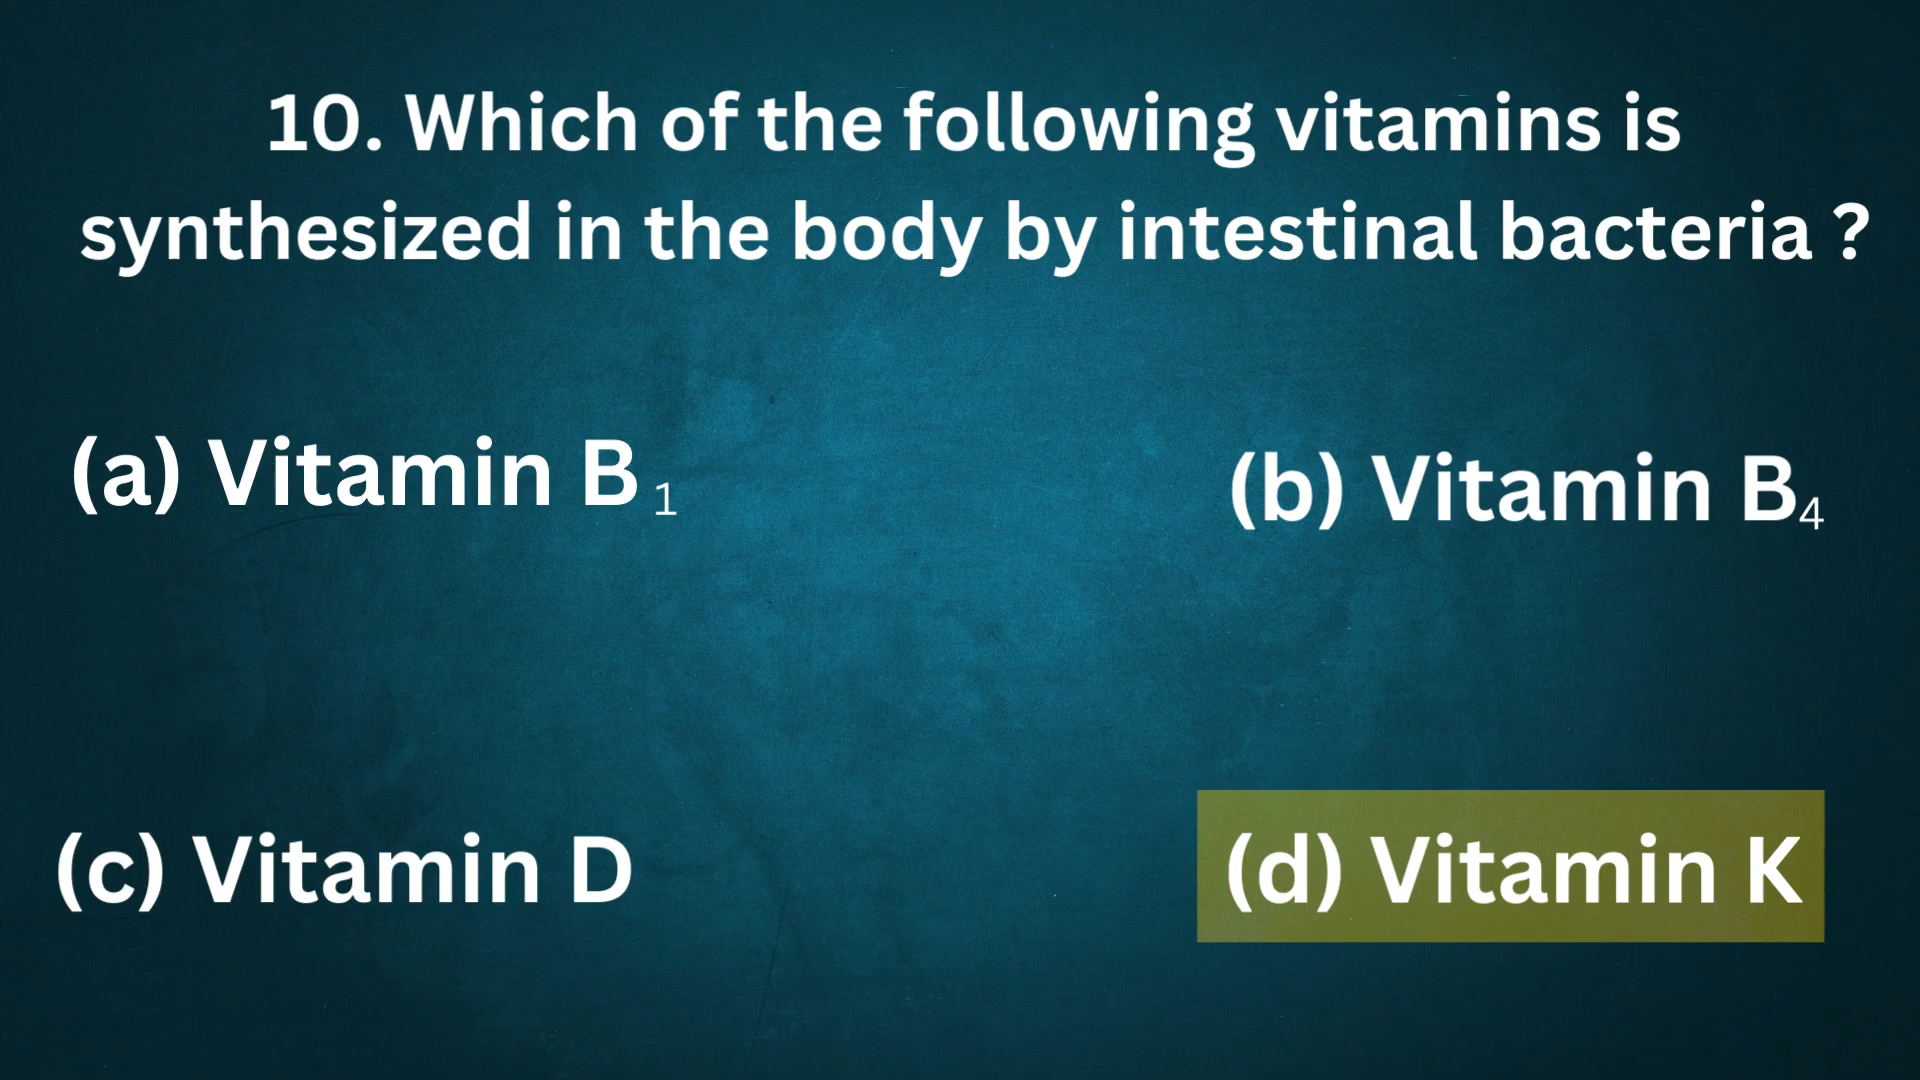 10. Which of the following vitamins is
synthesized in the body by intestinal bacteria ?
(a) Vitamin B 1
(b) Vitamin B4
(c) Vitamin D
(d) Vitamin K